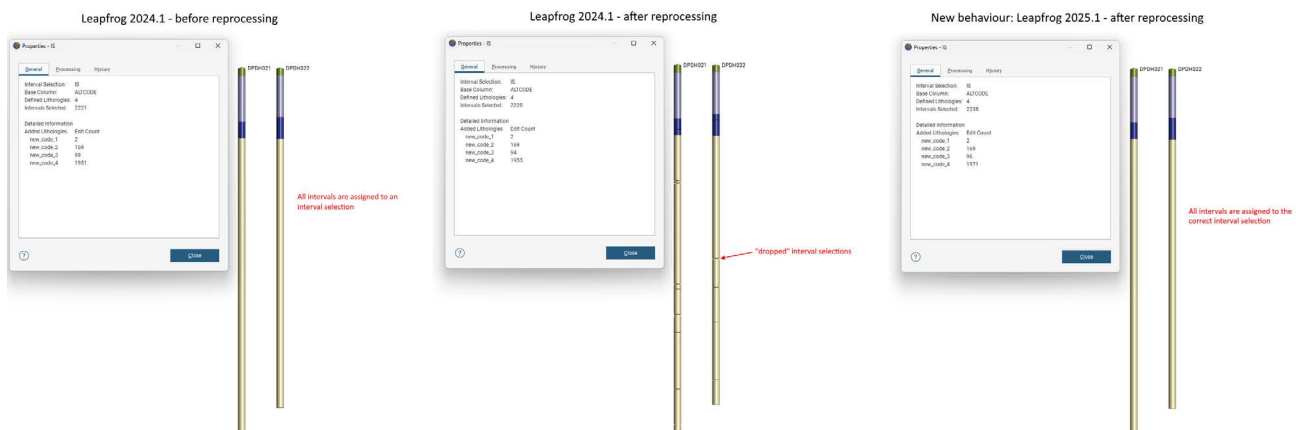 Leapfrog 2024.1 - before reprocessing
Properties - IS
General Processing History
Interval Selection: IS
Base Column: ALTCODE
Defined Lithologies: 4
Intervals Selected: 2221
Detailed Information
Added Lithologies Edit Count
new_code_1 2
new_code_2 169
new_code_3 99
new_code_4 1951
Close
DPDH021 DPDH022
All intervals are assigned to an
interval selection
Leapfrog 2024.1 - after reprocessing
Properties - IS
General Processing History
Interval Selection: IS
Base Column: ALTCODE
Defined Lithologies: 4
Intervals Selected: 2220
Detailed Information
Added Lithologies Edit Count
new_code_1 2
new_code_2 169
new_code_3 94
new_code_4 1955
Close
DPDH021 DPDH022
"dropped" interval selections
New behaviour: Leapfrog 2025.1 - after reprocessing
Properties - IS
General Processing History
Interval Selection: IS
Base Column: ALTCODE
Defined Lithologies: 4
Intervals Selected: 2238
Detailed Information
Added Lithologies Edit Count
new_code_1 2
new_code_2 169
new_code_3 96
new_code_4 1971
Close
DPDH021 DPDH022
All intervals are assigned to the
correct interval selection